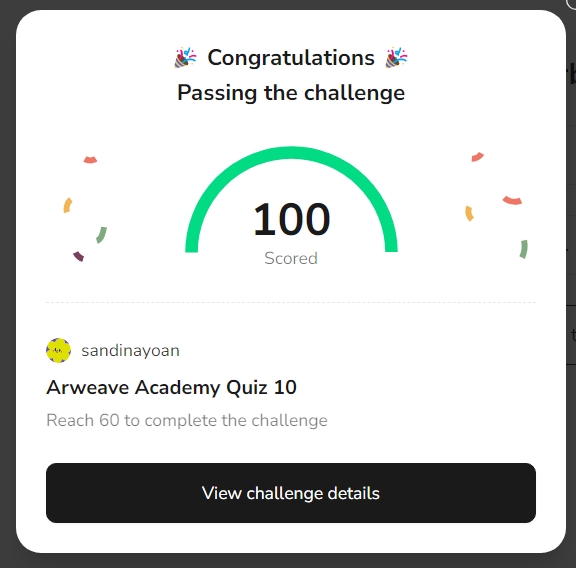 🎉 Congratulations 🎉
Passing the challenge
100
Scored
sandinayoan
Arweave Academy Quiz 10
Reach 60 to complete the challenge
View challenge details